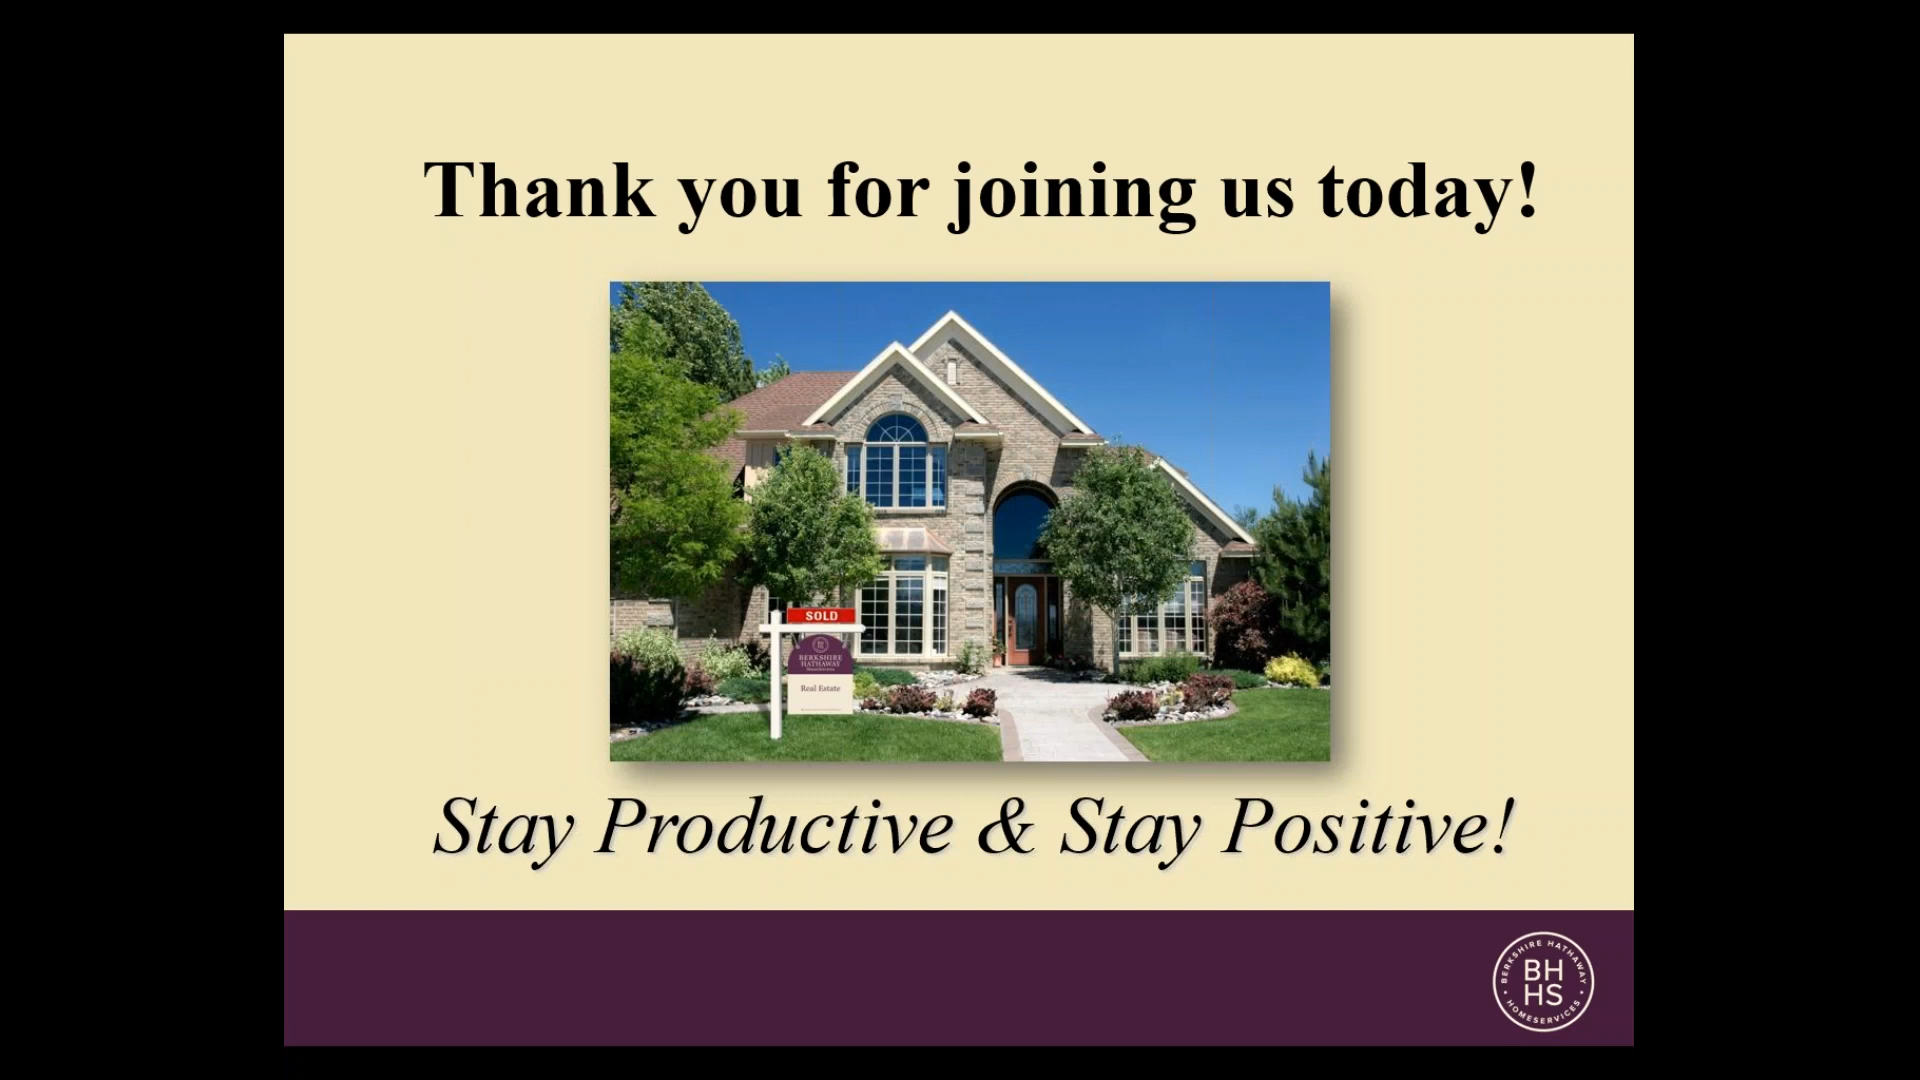 Thank you for joining us today!
SOLD
BERKSHIRE
HATHAWAY
HomeServices
Real Estate
Stay Productive & Stay Positive!
BERKSHIRE HATHAWAY
BH
HS
HOMESERVICES